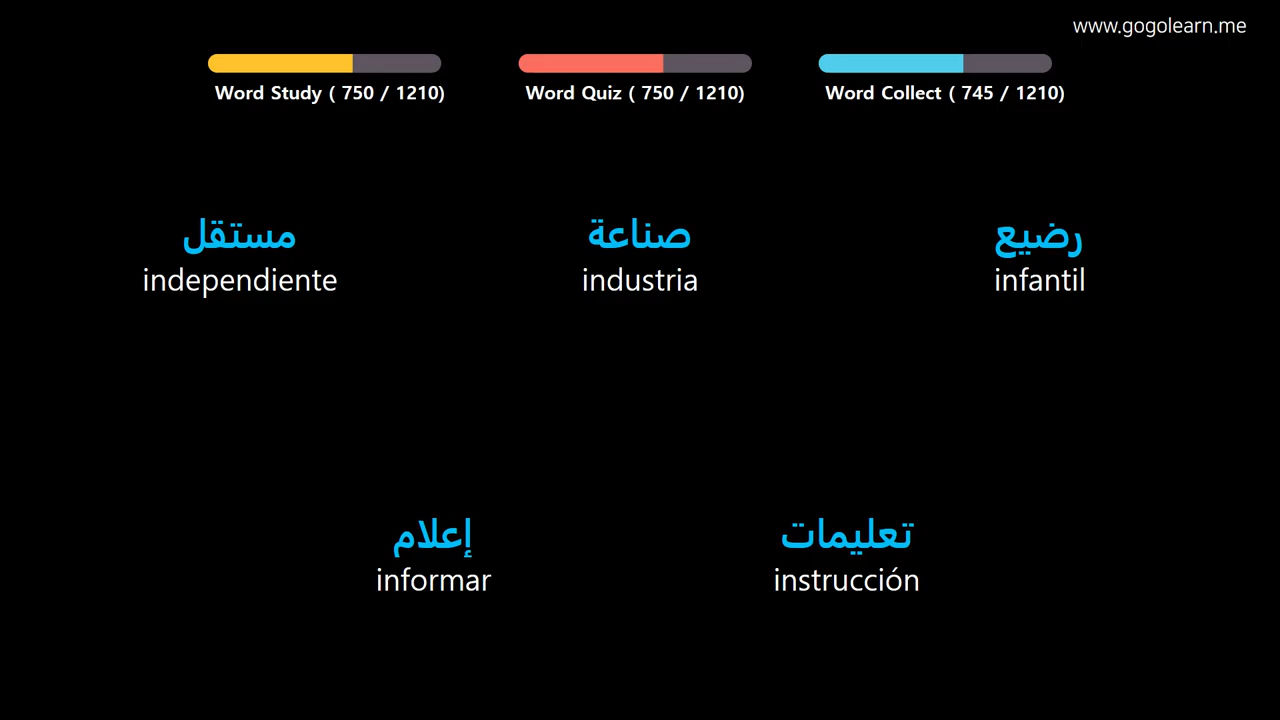 www.gogolearn.me
Word Study ( 750 / 1210)
Word Quiz ( 750 / 1210)
Word Collect ( 745 / 1210)
مستقل
independiente
صناعة
industria
رضيع
infantil
إعلام
informar
تعليمات
instrucción